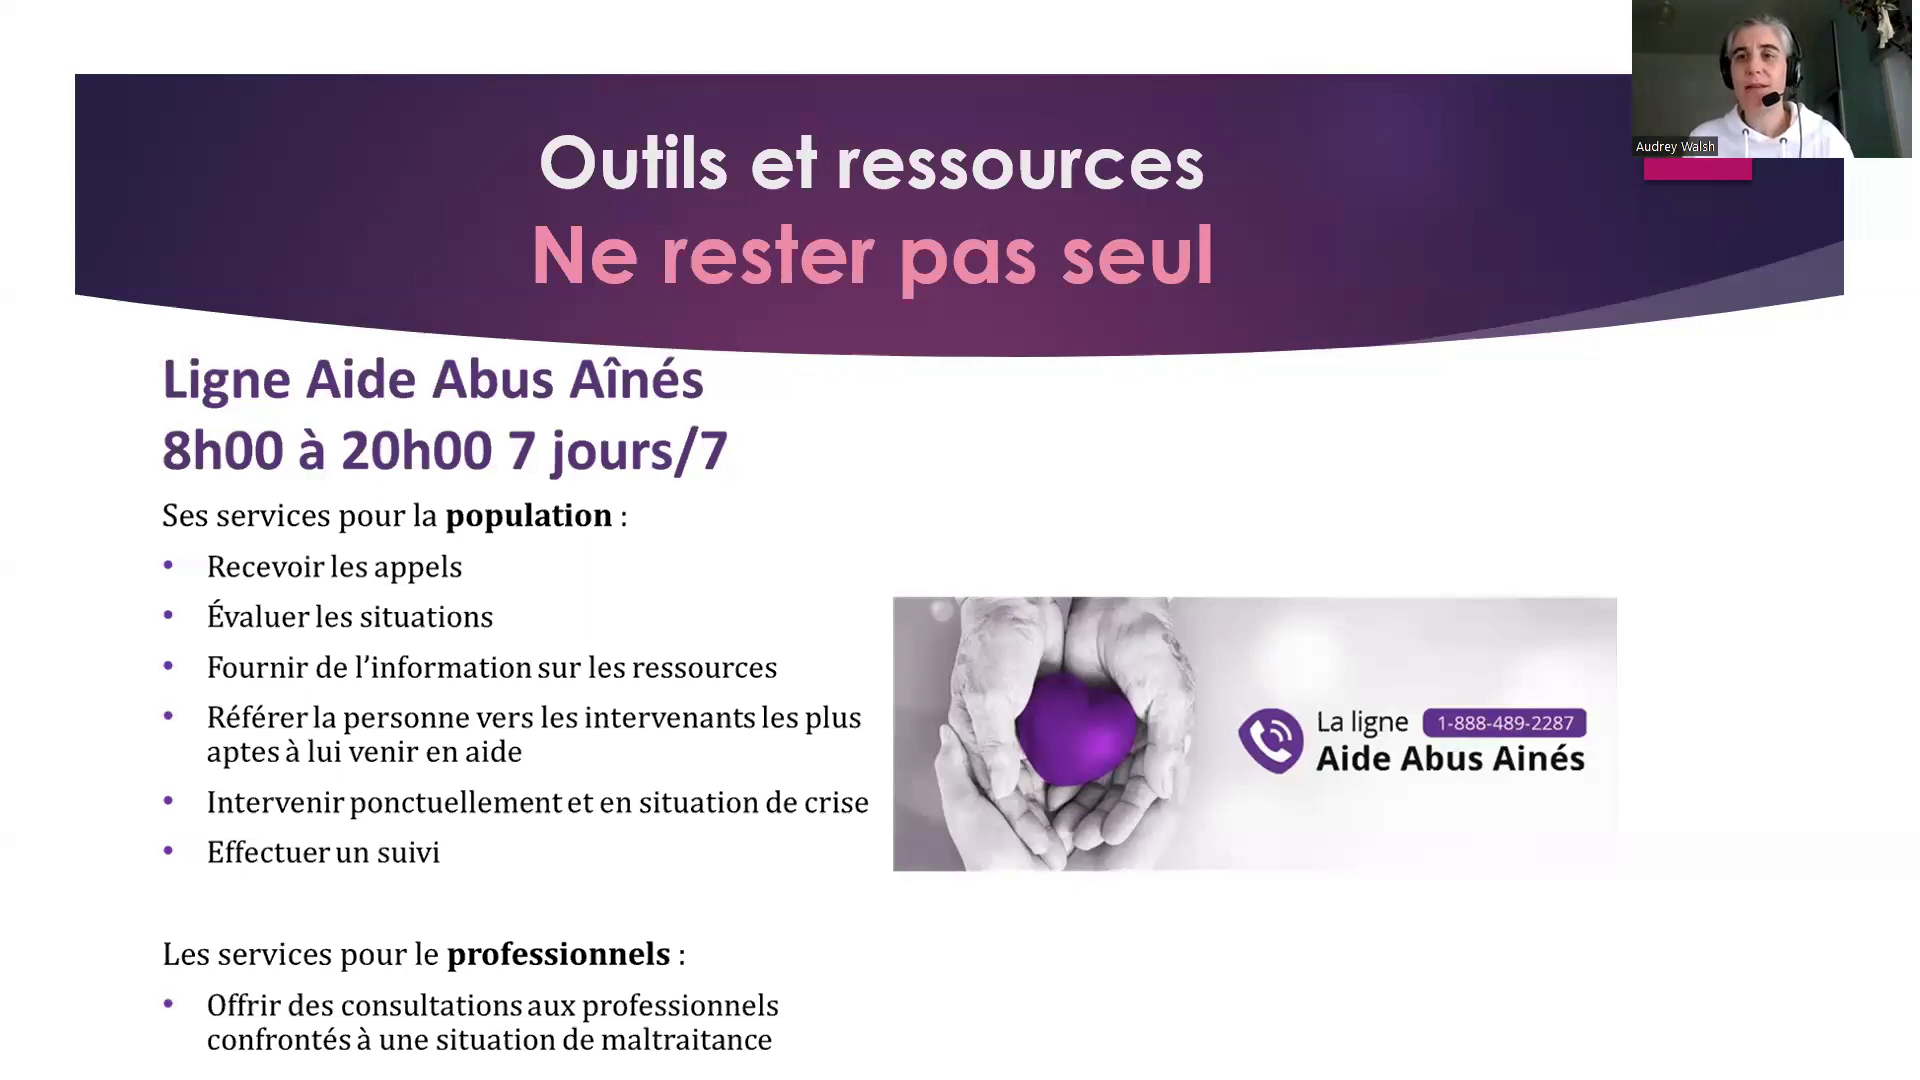 Outils et ressources
Ne rester pas seul
Audrey Walsh
Ligne Aide Abus Aînés
8h00 à 20h00 7 jours/7
Ses services pour la population :
• Recevoir les appels
• Évaluer les situations
• Fournir de l’information sur les ressources
• Référer la personne vers les intervenants les plus
aptes à lui venir en aide
• Intervenir ponctuellement et en situation de crise
• Effectuer un suivi
La ligne 1-888-489-2287
Aide Abus Ainés
Les services pour le professionnels :
• Offrir des consultations aux professionnels
confrontés à une situation de maltraitance